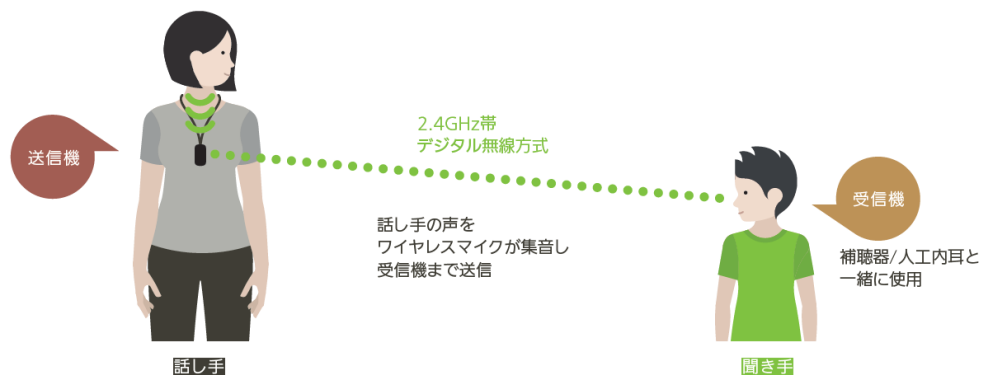 送信機
2.4GHz帯
デジタル無線方式
話し手の声を
ワイヤレスマイクが集音し
受信機まで送信
受信機
補聴器/人工内耳と
一緒に使用
話し手
聞き手